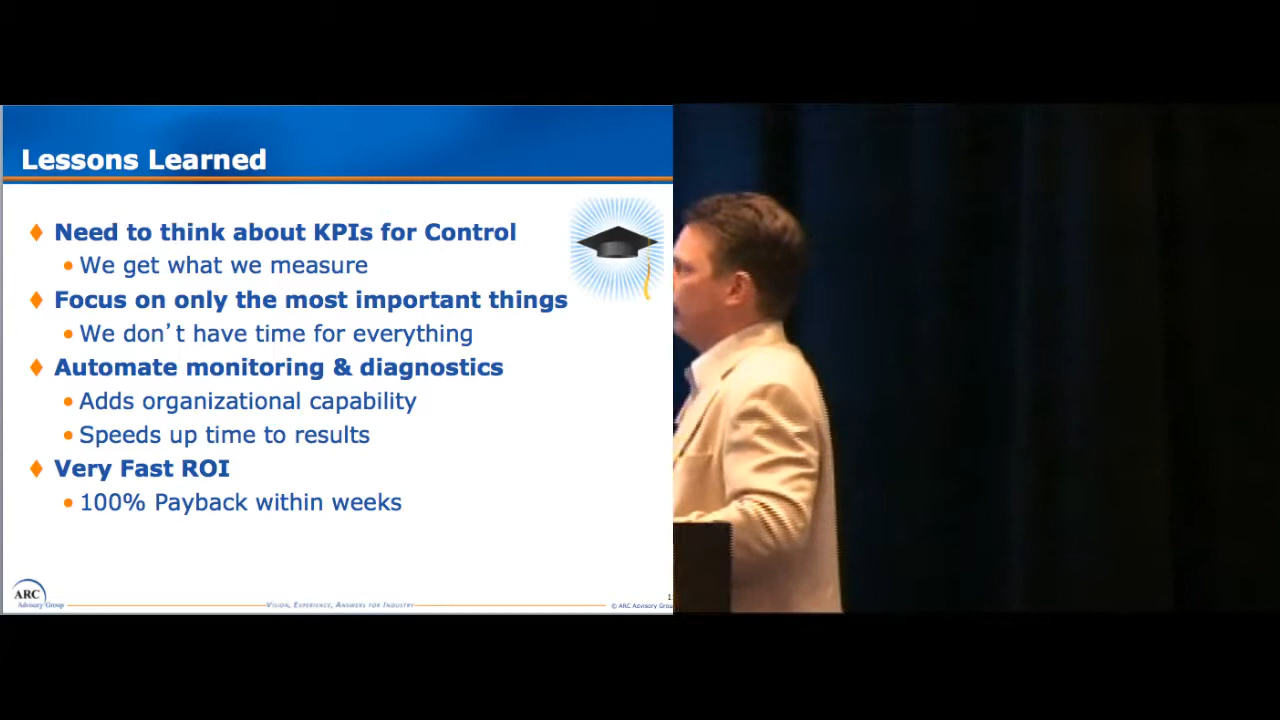 Lessons Learned
Need to think about KPIs for Control
We get what we measure
Focus on only the most important things
We don’t have time for everything
Automate monitoring & diagnostics
Adds organizational capability
Speeds up time to results
Very Fast ROI
100% Payback within weeks
ARC
Advisory Group
VISION, EXPERIENCE, ANSWERS FOR INDUSTRY
© ARC Advisory